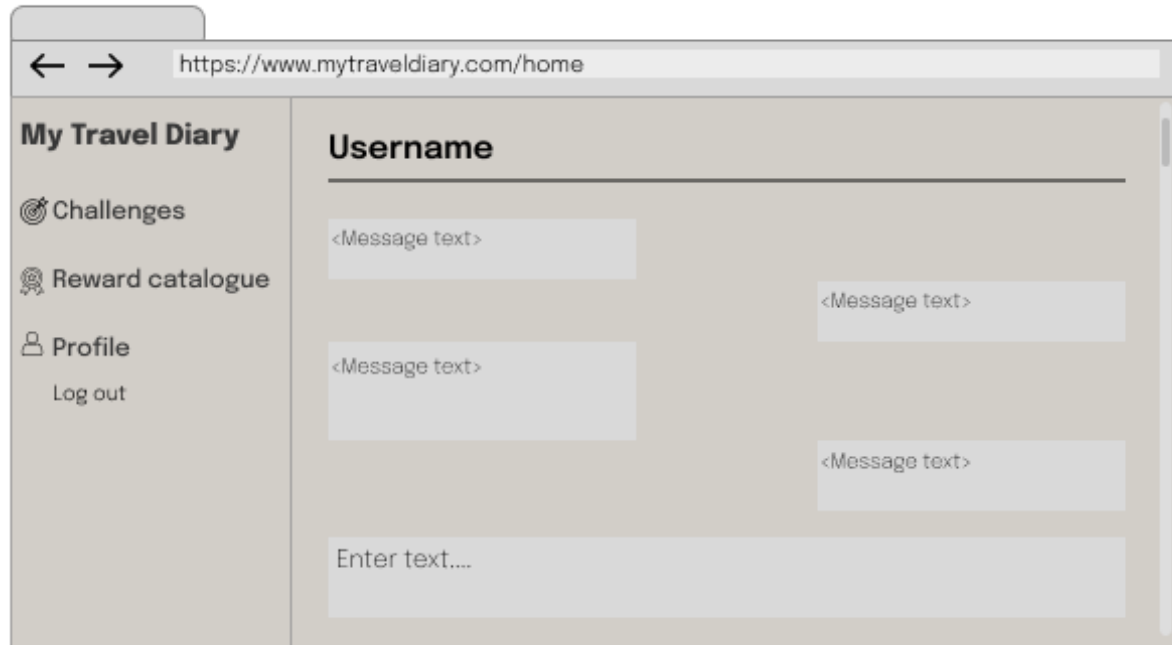 https://www.mytraveldiary.com/home
My Travel Diary
Challenges
Reward catalogue
Profile
Log out
Username
<Message text>
<Message text>
<Message text>
<Message text>
Enter text....